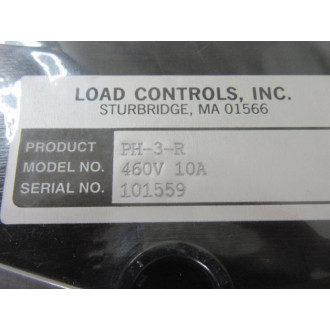 LOAD CONTROLS, INC.
STURBRIDGE, MA 01566
PRODUCT PH-3-R
MODEL NO. 460V 10A
SERIAL NO. 101559